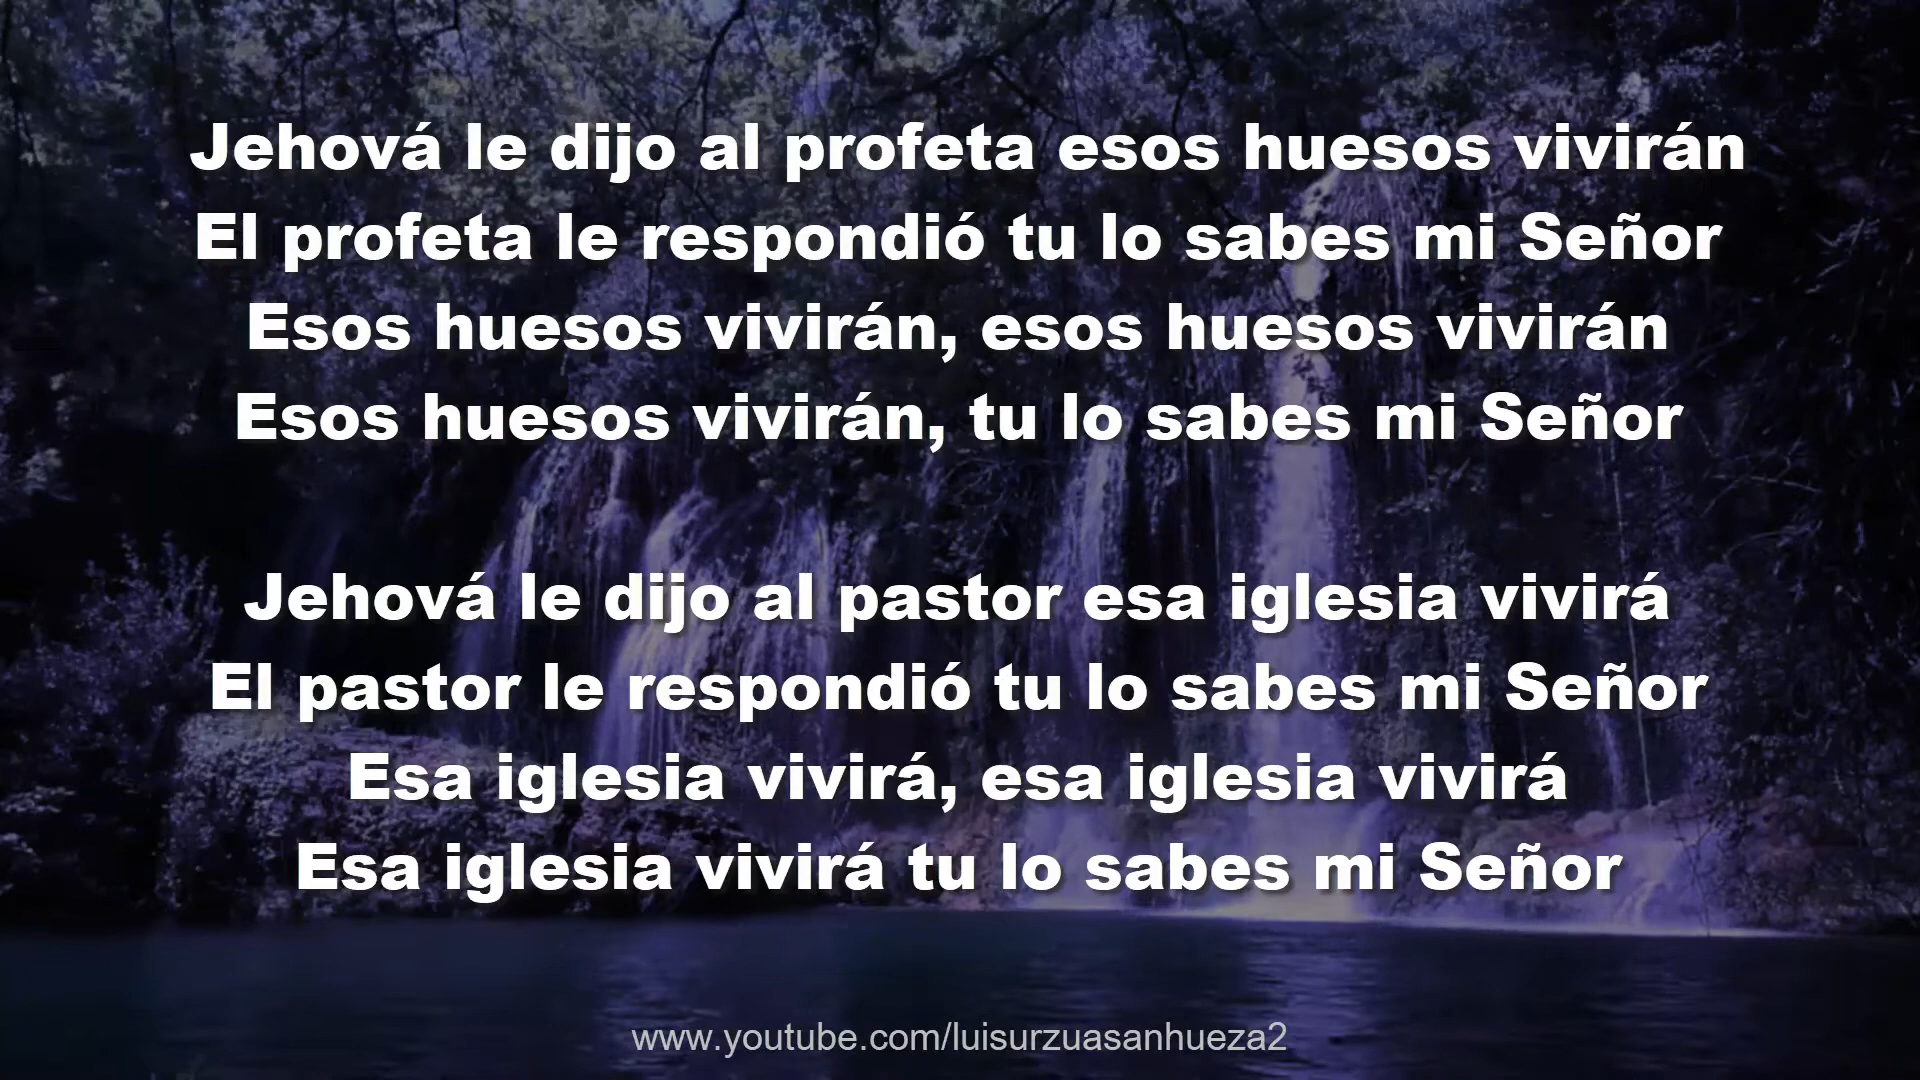 Jehová le dijo al profeta esos huesos vivirán
El profeta le respondió tu lo sabes mi Señor
Esos huesos vivirán, esos huesos vivirán
Esos huesos vivirán, tu lo sabes mi Señor
Jehová le dijo al pastor esa iglesia vivirá
El pastor le respondió tu lo sabes mi Señor
Esa iglesia vivirá, esa iglesia vivirá
Esa iglesia vivirá tu lo sabes mi Señor
www.youtube.com/luisurzuasanhueza2